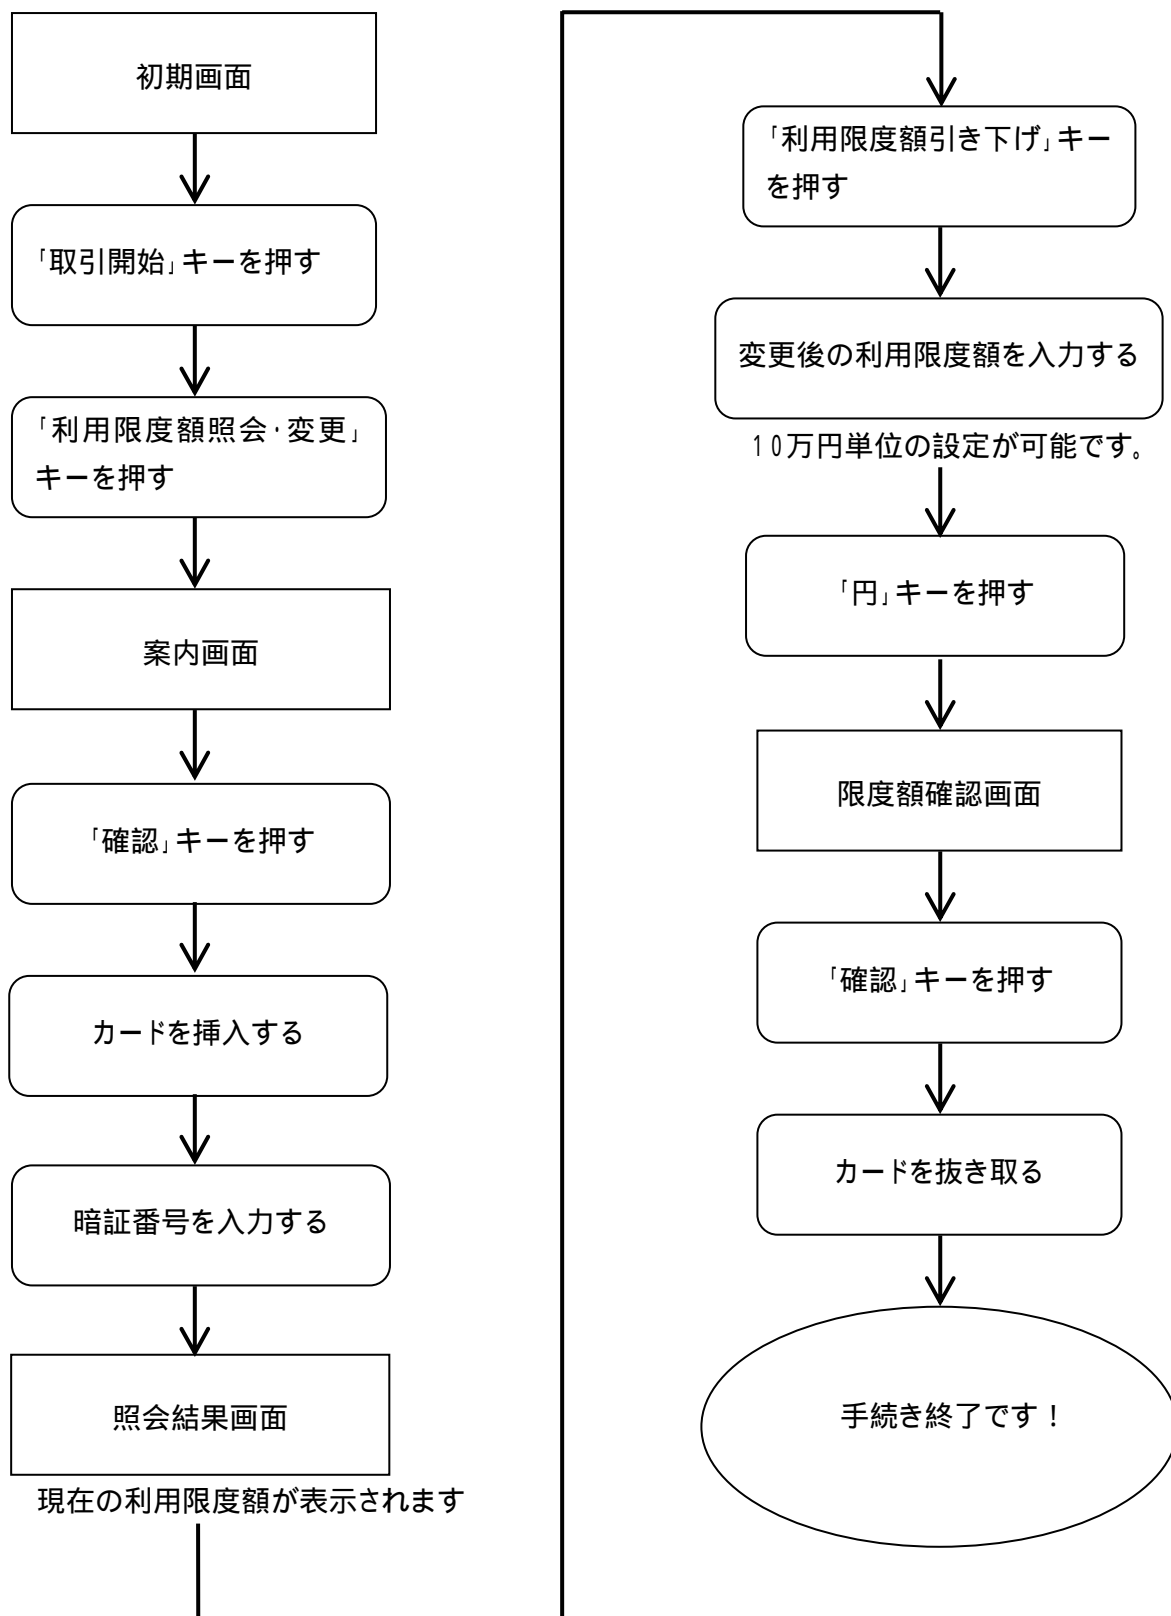 初期画面
「取引開始」キーを押す
「利用限度額照会・変更」
キーを押す
案内画面
「確認」キーを押す
カードを挿入する
暗証番号を入力する
照会結果画面
現在の利用限度額が表示されます
「利用限度額引き下げ」キー
を押す
変更後の利用限度額を入力する
10万円単位の設定が可能です。
「円」キーを押す
限度額確認画面
「確認」キーを押す
カードを抜き取る
手続き終了です！